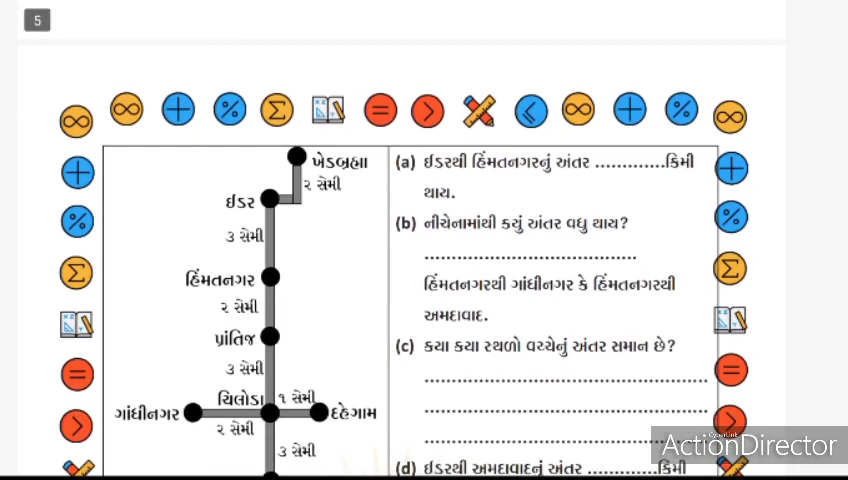 5
ખેડબ્રહ્મા
૨ સેમી
ઈડર
૩ સેમી
હિંમતનગર
૨ સેમી
પ્રાંતિજ
૩ સેમી
ચિલોડા
૧ સેમી
ગાંધીનગર
દહેગામ
૨ સેમી
૩ સેમી
(a) ઈડરથી હિંમતનગરનું અંતર .............કિમી
થાય.
(b) નીચેનામાંથી કયું અંતર વધુ થાય?
.......................................
હિંમતનગરથી ગાંધીનગર કે હિંમતનગરથી
અમદાવાદ.
(c) કયા કયા સ્થળો વચ્ચેનું અંતર સમાન છે?
....................................................
....................................................
....................................................
(d) ઈડરથી અમદાવાદનું અંતર .............કિમી
CyberLink
ActionDirector